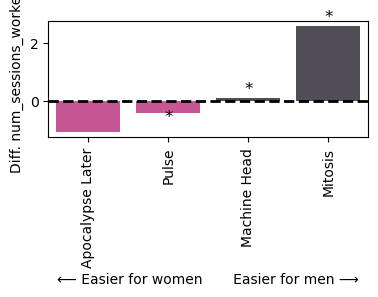 Diff. num_sessions_worke
2
0
*
*
*
Apocalypse Later
Pulse
Machine Head
Mitosis
⟵ Easier for women
Easier for men ⟶